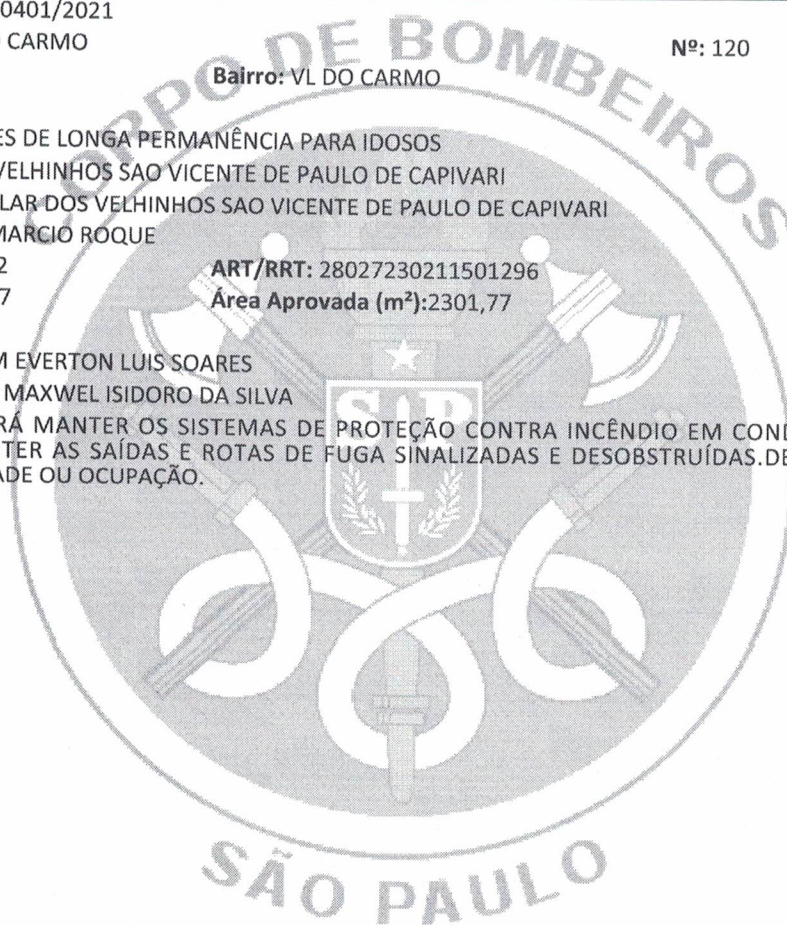 0401/2021
CARMO
Nº: 120
Bairro: VL DO CARMO
ES DE LONGA PERMANÊNCIA PARA IDOSOS
VELHINHOS SAO VICENTE DE PAULO DE CAPIVARI
LAR DOS VELHINHOS SAO VICENTE DE PAULO DE CAPIVARI
MARCIO ROQUE
2 ART/RRT: 28027230211501296
7 Área Aprovada (m²):2301,77
M EVERTON LUIS SOARES
MAXWEL ISIDORO DA SILVA
RÁ MANTER OS SISTEMAS DE PROTEÇÃO CONTRA INCÊNDIO EM COND
TER AS SAÍDAS E ROTAS DE FUGA SINALIZADAS E DESOBSTRUÍDAS.DE
ADE OU OCUPAÇÃO.
CORPO DE BOMBEIROS
SP
SÃO PAULO